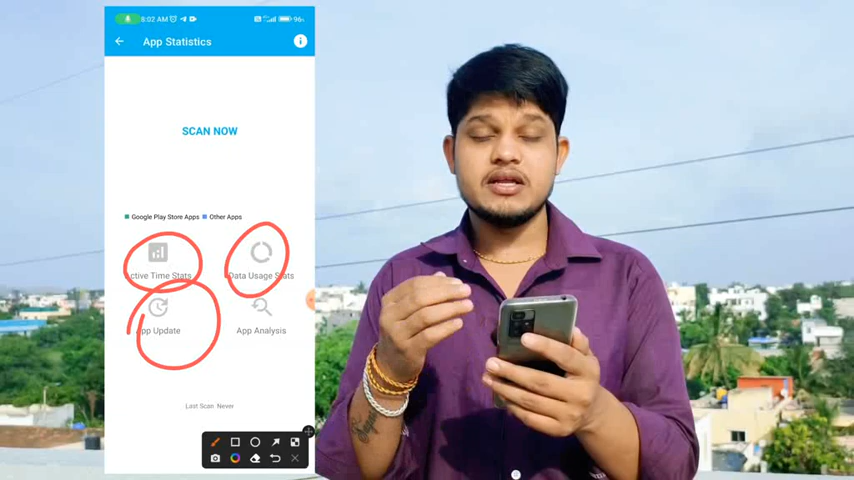 8:02 AM
96%
App Statistics
SCAN NOW
Google Play Store Apps Other Apps
ctive Time Stats
Data Usage Stats
App Update
App Analysis
Last Scan Never